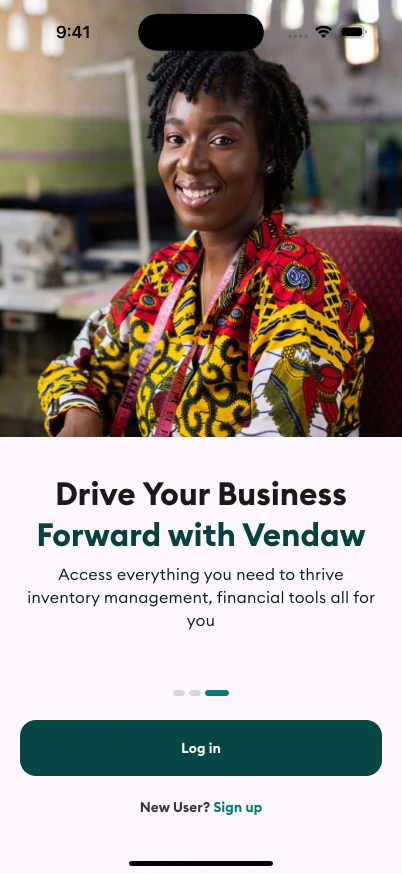 9:41
Drive Your Business
Forward with Vendaw
Access everything you need to thrive
inventory management, financial tools all for
you
Log in
New User? Sign up